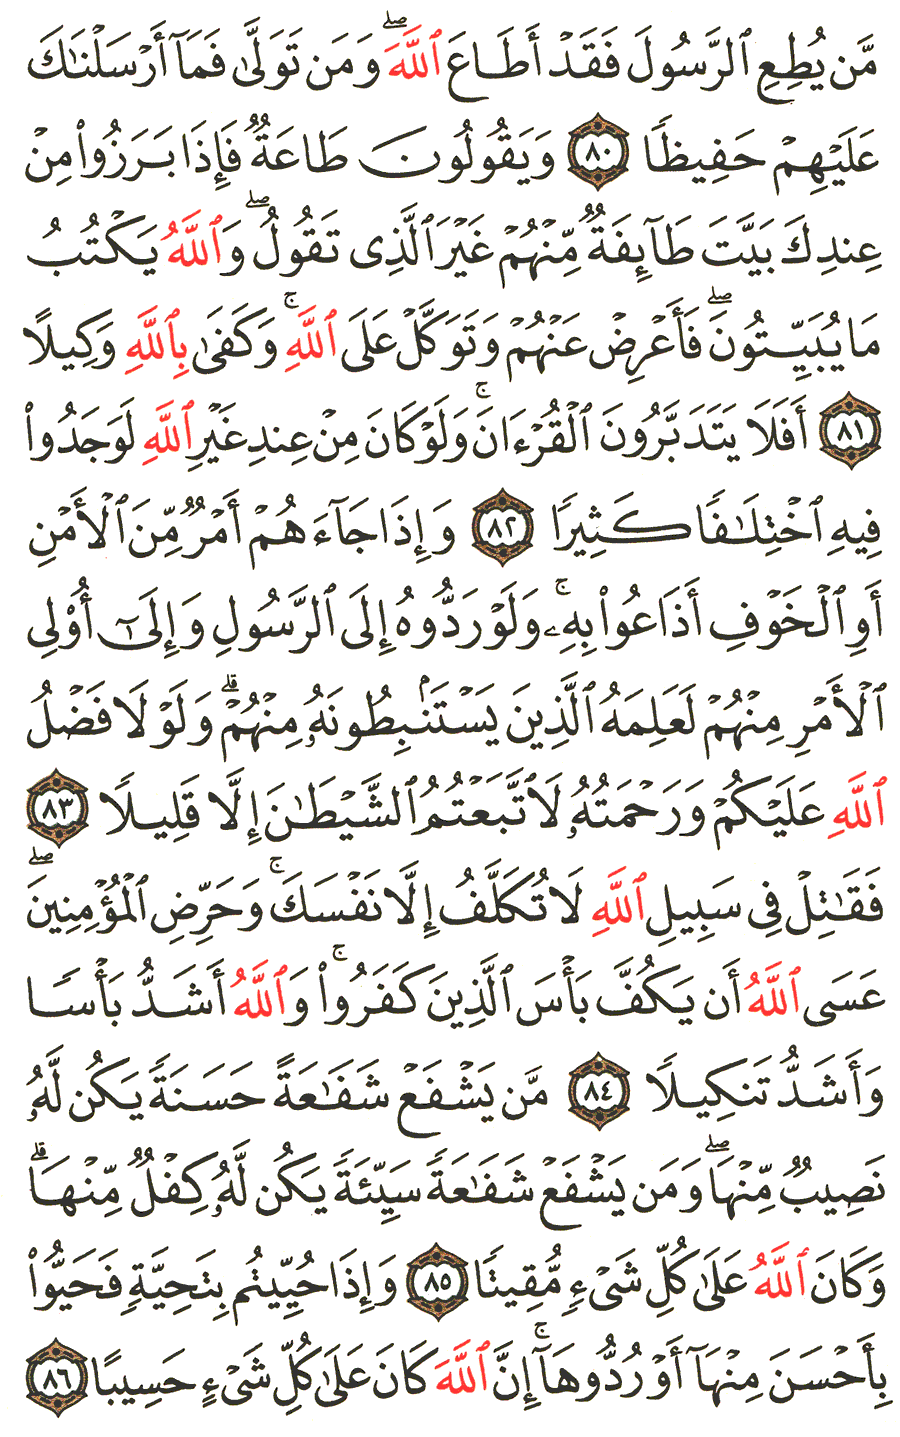 مَّن يُطِعِ ٱلرَّسُولَ فَقَدْ أَطَاعَ ٱللَّهَ ۖ وَمَن تَوَلَّىٰ فَمَآ أَرْسَلْنَٰكَ
عَلَيْهِمْ حَفِيظًا ٨٠ وَيَقُولُونَ طَاعَةٌ فَإِذَا بَرَزُوا۟ مِنْ
عِندِكَ بَيَّتَ طَآئِفَةٌ مِّنْهُمْ غَيْرَ ٱلَّذِى تَقُولُ ۖ وَٱللَّهُ يَكْتُبُ
مَا يُبَيِّتُونَ ۖ فَأَعْرِضْ عَنْهُمْ وَتَوَكَّلْ عَلَى ٱللَّهِ ۚ وَكَفَىٰ بِٱللَّهِ وَكِيلًا
٨١ أَفَلَا يَتَدَبَّرُونَ ٱلْقُرْءَانَ ۚ وَلَوْ كَانَ مِنْ عِندِ غَيْرِ ٱللَّهِ لَوَجَدُوا۟
فِيهِ ٱخْتِلَٰفًا كَثِيرًا ٨٢ وَإِذَا جَآءَهُمْ أَمْرٌ مِّنَ ٱلْأَمْنِ
أَوِ ٱلْخَوْفِ أَذَاعُوا۟ بِهِۦ ۚ وَلَوْ رَدُّوهُ إِلَى ٱلرَّسُولِ وَإِلَىٰٓ أُو۟لِى
ٱلْأَمْرِ مِنْهُمْ لَعَلِمَهُ ٱلَّذِينَ يَسْتَنۢبِطُونَهُۥ مِنْهُمْ ۗ وَلَوْلَا فَضْلُ
ٱللَّهِ عَلَيْكُمْ وَرَحْمَتُهُۥ لَٱتَّبَعْتُمُ ٱلشَّيْطَٰنَ إِلَّا قَلِيلًا ٨٣
فَقَٰتِلْ فِى سَبِيلِ ٱللَّهِ لَا تُكَلَّفُ إِلَّا نَفْسَكَ ۚ وَحَرِّضِ ٱلْمُؤْمِنِينَ ۖ
عَسَى ٱللَّهُ أَن يَكُفَّ بَأْسَ ٱلَّذِينَ كَفَرُوا۟ ۚ وَٱللَّهُ أَشَدُّ بَأْسًا
وَأَشَدُّ تَنكِيلًا ٨٤ مَّن يَشْفَعْ شَفَٰعَةً حَسَنَةً يَكُن لَّهُۥ
نَصِيبٌ مِّنْهَا ۖ وَمَن يَشْفَعْ شَفَٰعَةً سَيِّئَةً يَكُن لَّهُۥ كِفْلٌ مِّنْهَا ۗ
وَكَانَ ٱللَّهُ عَلَىٰ كُلِّ شَىْءٍ مُّقِيتًا ٨٥ وَإِذَا حُيِّيتُم بِتَحِيَّةٍ فَحَيُّوا۟
بِأَحْسَنَ مِنْهَآ أَوْ رُدُّوهَآ ۚ إِنَّ ٱللَّهَ كَانَ عَلَىٰ كُلِّ شَىْءٍ حَسِيبًا ٨٦